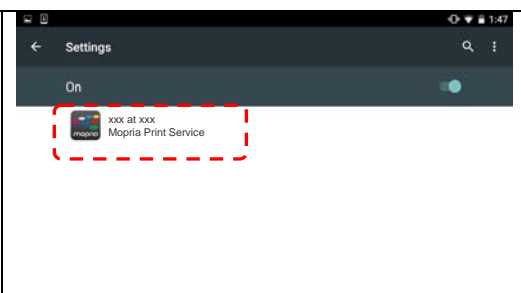 1:47
Settings
On
xxx at xxx
mopria
Mopria Print Service